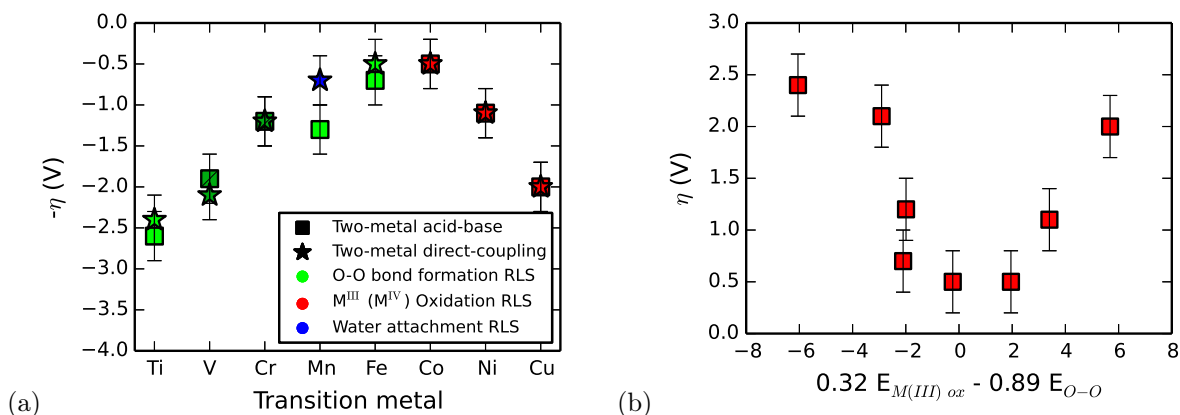 0.0
−0.5
−1.0
−1.5
−2.0
−2.5
−3.0
−3.5
−4.0
-η (V)
Two-metal acid-base
Two-metal direct-coupling
O-O bond formation RLS
M^III (M^IV) Oxidation RLS
Water attachment RLS
Ti V Cr Mn Fe Co Ni Cu
Transition metal
(a)
3.0
2.5
2.0
1.5
1.0
0.5
0.0
η (V)
−8 −6 −4 −2 0 2 4 6 8
0.32 E_{M(III) ox} - 0.89 E_{O−O}
(b)